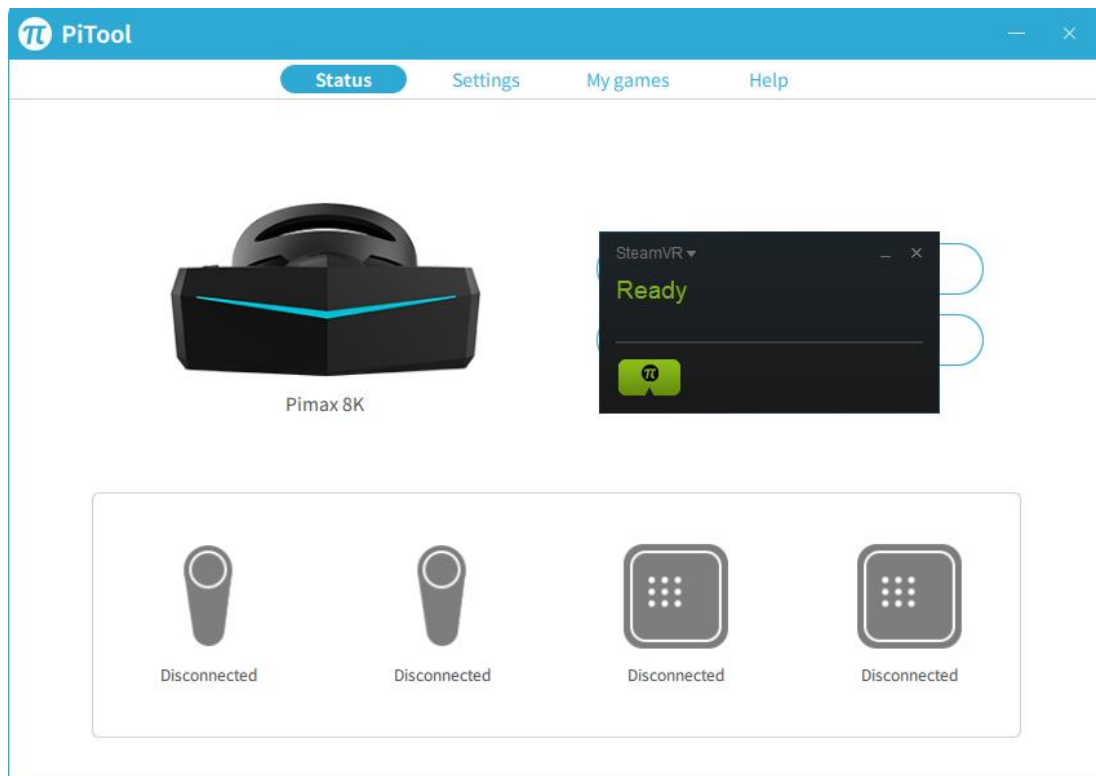 π PiTool
Status Settings My games Help
SteamVR
Ready
π
Pimax 8K
Disconnected Disconnected Disconnected Disconnected